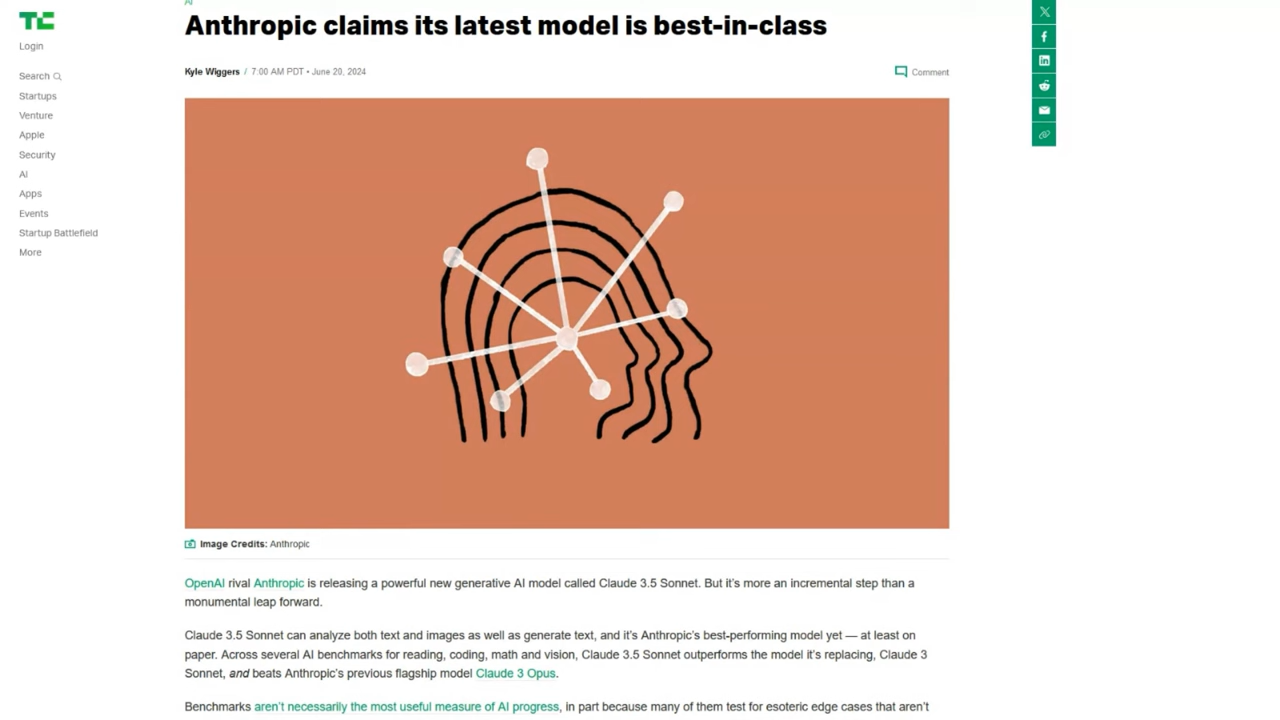 AI
Anthropic claims its latest model is best-in-class
TC
Login
Search
Startups
Venture
Apple
Security
AI
Apps
Events
Startup Battlefield
More
Kyle Wiggers / 7:00 AM PDT • June 20, 2024
Comment
Image Credits: Anthropic
OpenAI rival Anthropic is releasing a powerful new generative AI model called Claude 3.5 Sonnet. But it's more an incremental step than a
monumental leap forward.
Claude 3.5 Sonnet can analyze both text and images as well as generate text, and it's Anthropic's best-performing model yet — at least on
paper. Across several AI benchmarks for reading, coding, math and vision, Claude 3.5 Sonnet outperforms the model it's replacing, Claude 3
Sonnet, and beats Anthropic's previous flagship model Claude 3 Opus.
Benchmarks aren't necessarily the most useful measure of AI progress, in part because many of them test for esoteric edge cases that aren't